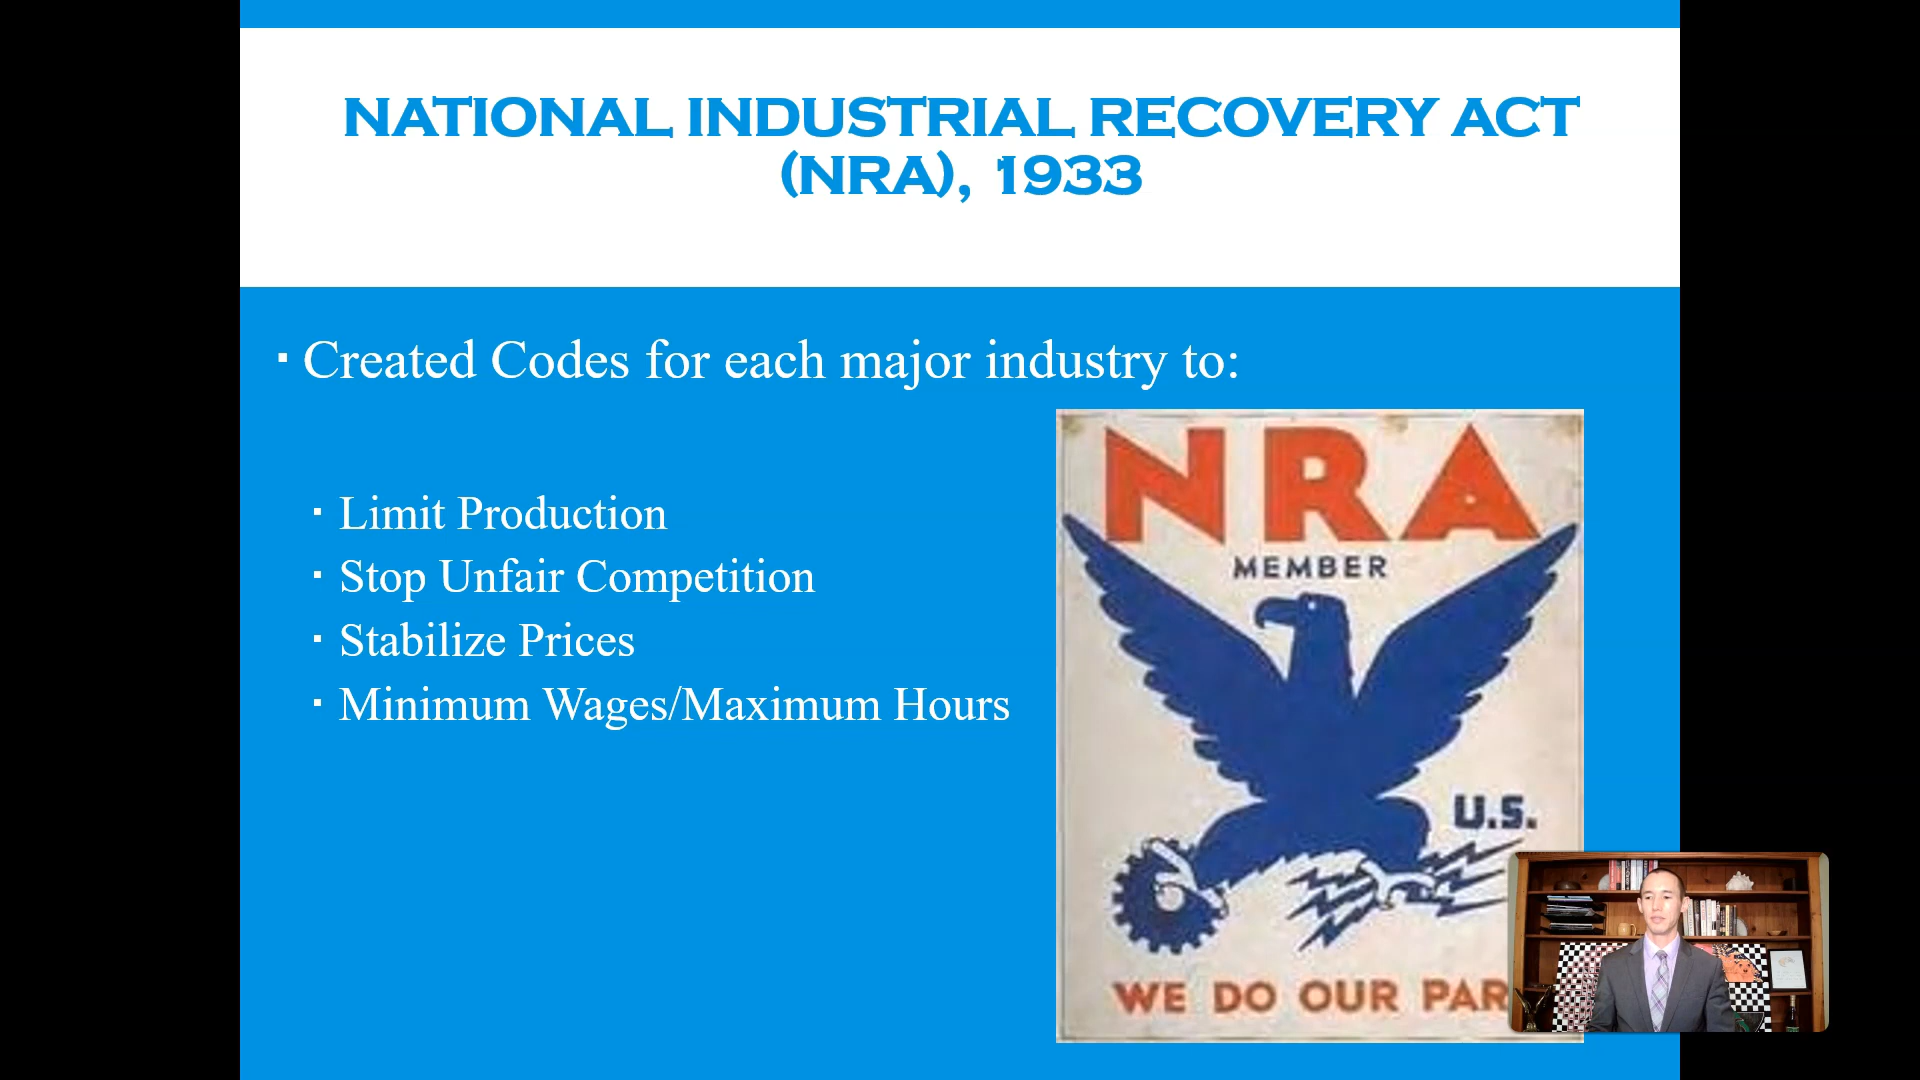 NATIONAL INDUSTRIAL RECOVERY ACT
(NRA), 1933
▪ Created Codes for each major industry to:
▪ Limit Production
▪ Stop Unfair Competition
▪ Stabilize Prices
▪ Minimum Wages/Maximum Hours
NRA
MEMBER
U.S.
WE DO OUR PAR